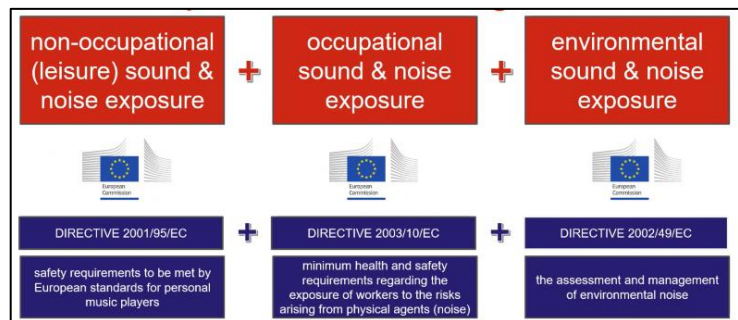 non-occupational
(leisure) sound &
noise exposure
+
occupational
sound & noise
exposure
+
environmental
sound & noise
exposure
European
Commission
European
Commission
European
Commission
DIRECTIVE 2001/95/EC
+
DIRECTIVE 2003/10/EC
+
DIRECTIVE 2002/49/EC
safety requirements to be met by
European standards for personal
music players
minimum health and safety
requirements regarding the
exposure of workers to the risks
arising from physical agents (noise)
the assessment and management
of environmental noise